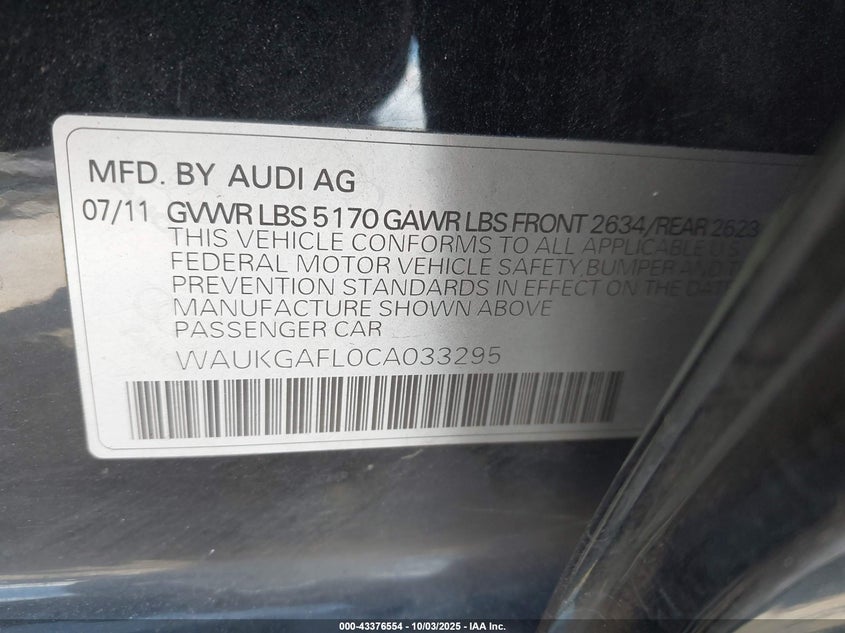 MFD. BY AUDI AG
07/11 GVWR LBS 5170 GAWR LBS FRONT 2634/REAR 2623
THIS VEHICLE CONFORMS TO ALL APPLICABLE U.S.
FEDERAL MOTOR VEHICLE SAFETY, BUMPER AND
PREVENTION STANDARDS IN EFFECT ON THE DATE
MANUFACTURE SHOWN ABOVE
PASSENGER CAR
WAUKGAFL0CA033295
000-43376554 | 10/03/2025 - IAA Inc.